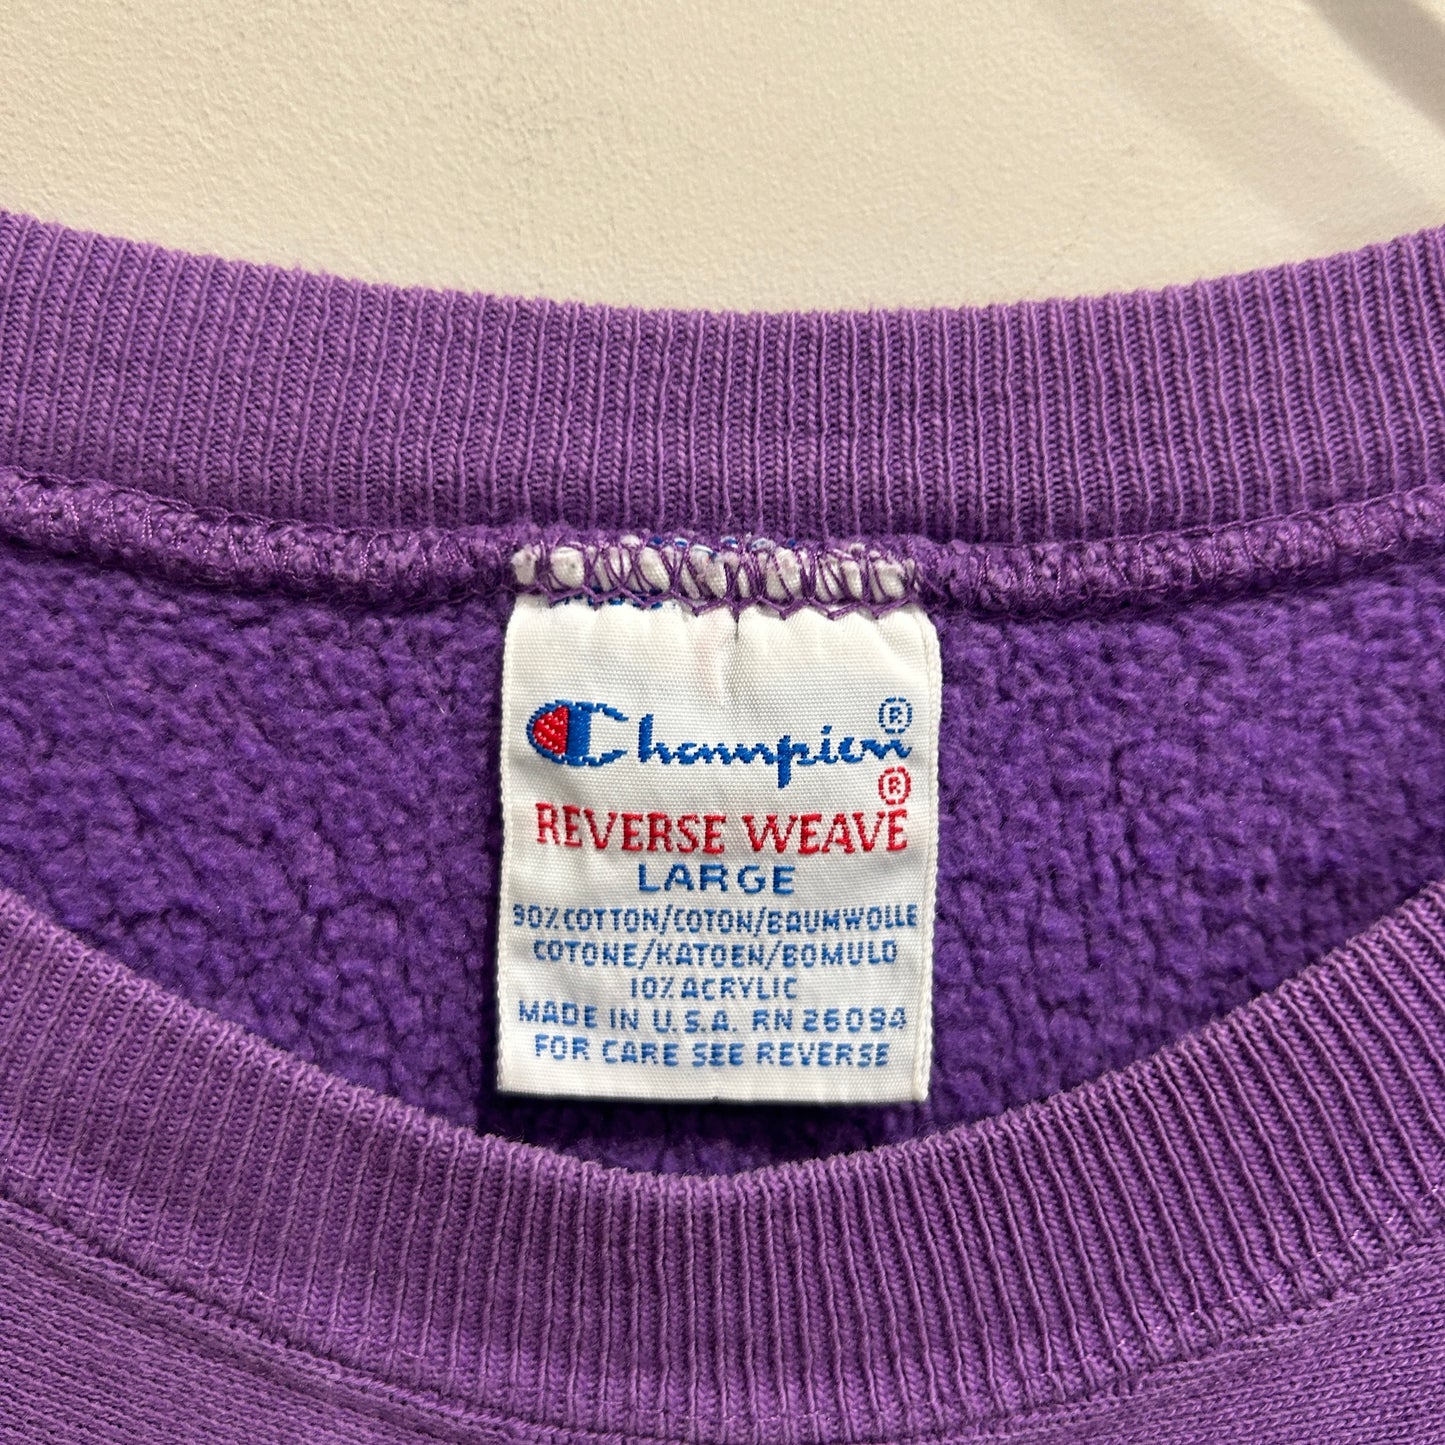 Champion®
REVERSE WEAVE®
LARGE
90% COTTON/COTON/BAUMWOLLE
COTONE/KATOEN/BOMULD
10% ACRYLIC
MADE IN U.S.A. RN 26094
FOR CARE SEE REVERSE